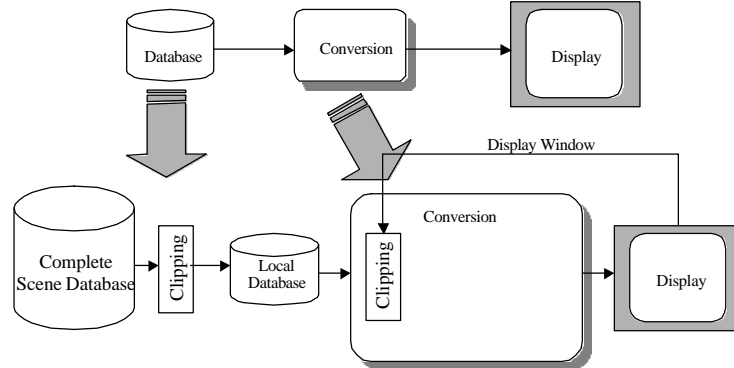 Database
Conversion
Display
Display Window
Complete
Scene Database
Clipping
Local
Database
Conversion
Clipping
Display